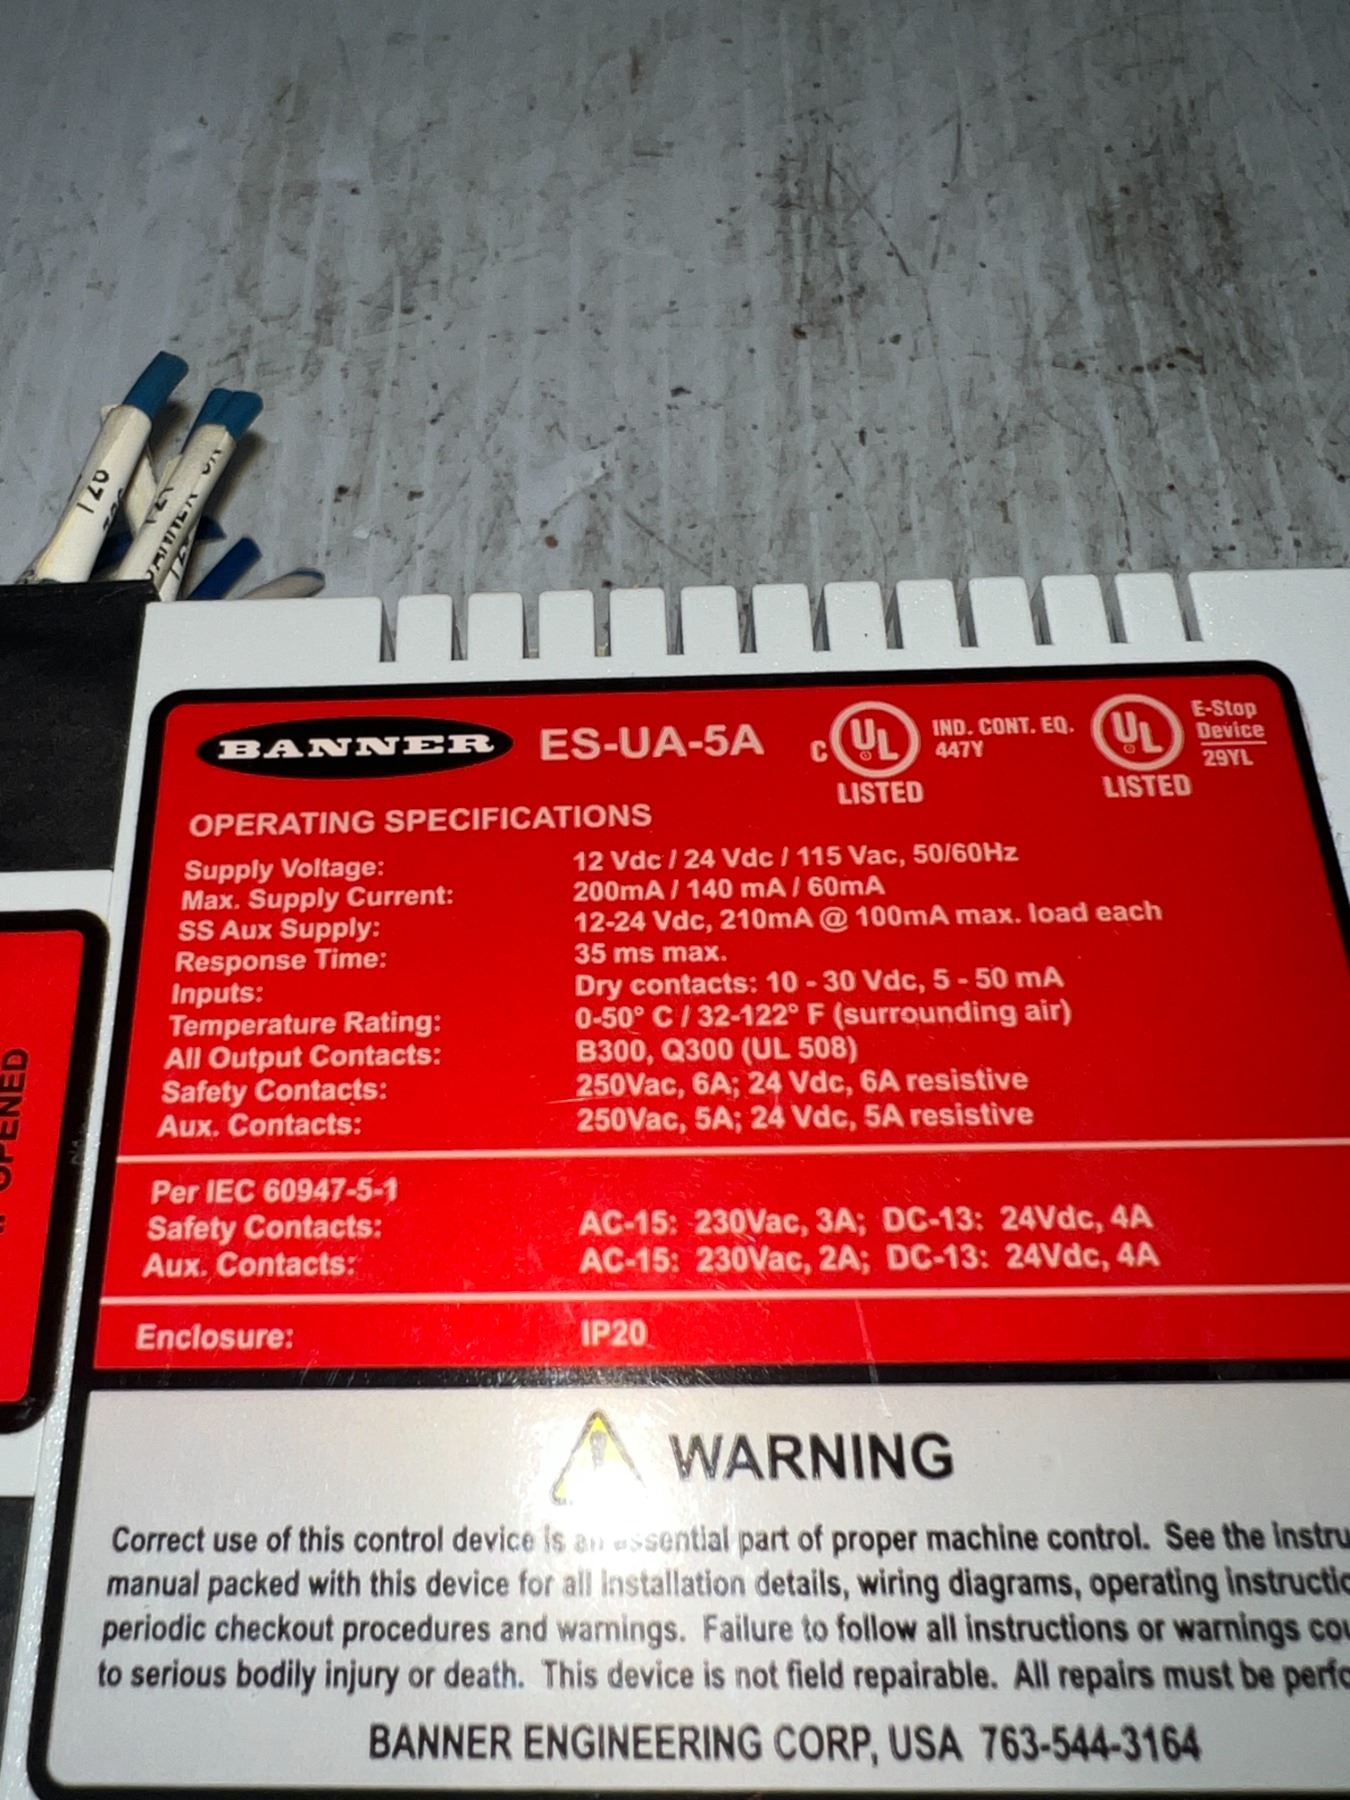 126
BANNER
BANNER ES-UA-5A
C UL LISTED IND. CONT. EQ. 447Y
UL LISTED E-Stop Device 29YL
OPERATING SPECIFICATIONS
Supply Voltage: 12 Vdc / 24 Vdc / 115 Vac, 50/60Hz
Max. Supply Current: 200mA / 140 mA / 60mA
SS Aux Supply: 12-24 Vdc, 210mA @ 100mA max. load each
Response Time: 35 ms max.
Inputs: Dry contacts: 10 - 30 Vdc, 5 - 50 mA
Temperature Rating: 0-50° C / 32-122° F (surrounding air)
All Output Contacts: B300, Q300 (UL 508)
Safety Contacts: 250Vac, 6A; 24 Vdc, 6A resistive
Aux. Contacts: 250Vac, 5A; 24 Vdc, 5A resistive
Per IEC 60947-5-1
Safety Contacts: AC-15: 230Vac, 3A; DC-13: 24Vdc, 4A
Aux. Contacts: AC-15: 230Vac, 2A; DC-13: 24Vdc, 4A
Enclosure: IP20
OPENED
WARNING
Correct use of this control device is an essential part of proper machine control. See the instru
manual packed with this device for all installation details, wiring diagrams, operating instructio
periodic checkout procedures and warnings. Failure to follow all instructions or warnings cou
to serious bodily injury or death. This device is not field repairable. All repairs must be perfo
BANNER ENGINEERING CORP, USA 763-544-3164